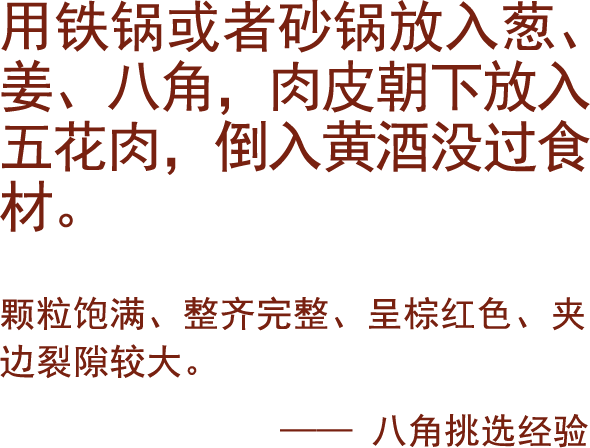 用铁锅或者砂锅放入葱、
姜、八角，肉皮朝下放入
五花肉，倒入黄酒没过食
材。
颗粒饱满、整齐完整、呈棕红色、夹
边裂隙较大。
—— 八角挑选经验